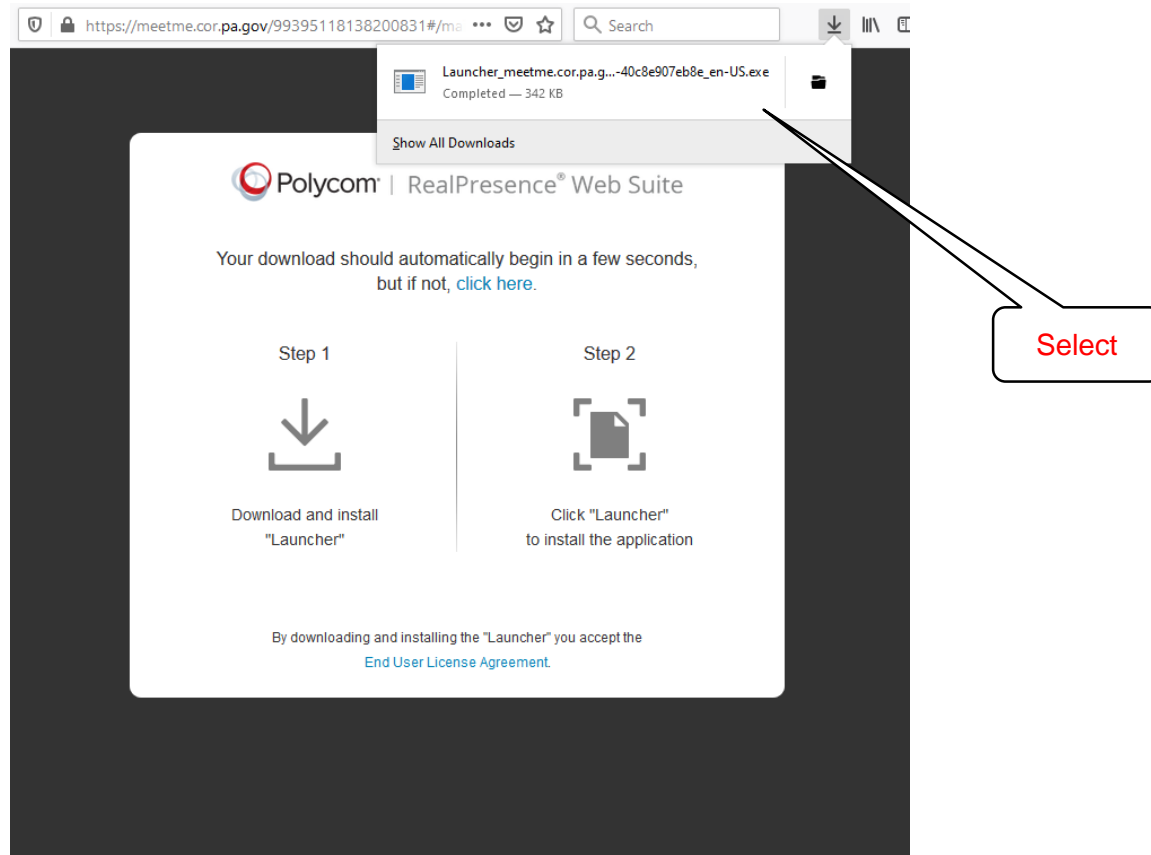 https://meetme.cor.pa.gov/99395118138200831#/ma
Search
Launcher_meetme.cor.pa.g...-40c8e907eb8e_en-US.exe
Completed — 342 KB
Show All Downloads
Polycom | RealPresence® Web Suite
Your download should automatically begin in a few seconds,
but if not, click here.
Step 1
Step 2
Select
Download and install
"Launcher"
Click "Launcher"
to install the application
By downloading and installing the "Launcher" you accept the
End User License Agreement.